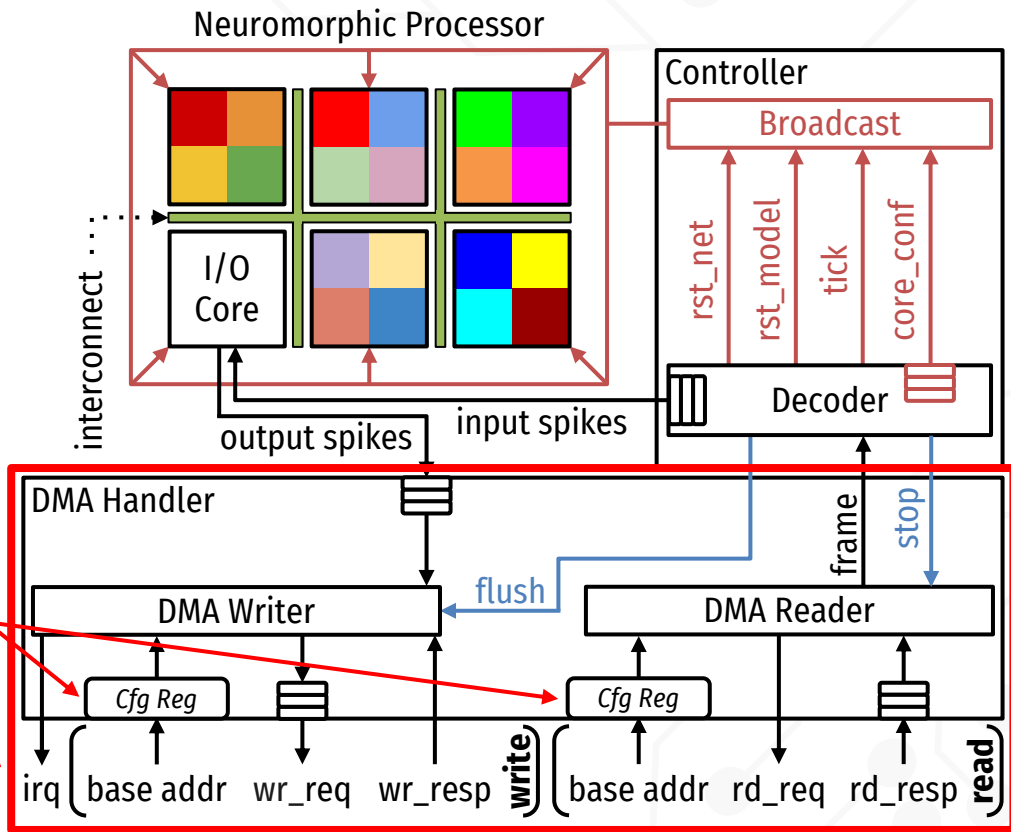 Neuromorphic Processor
Controller
Broadcast
rst_net
rst_model
tick
core_conf
interconnect
I/O
Core
Decoder
output spikes
input spikes
DMA Handler
frame
stop
flush
DMA Writer
DMA Reader
Cfg Reg
Cfg Reg
irq
base addr
wr_req
wr_resp
write
base addr
rd_req
rd_resp
read